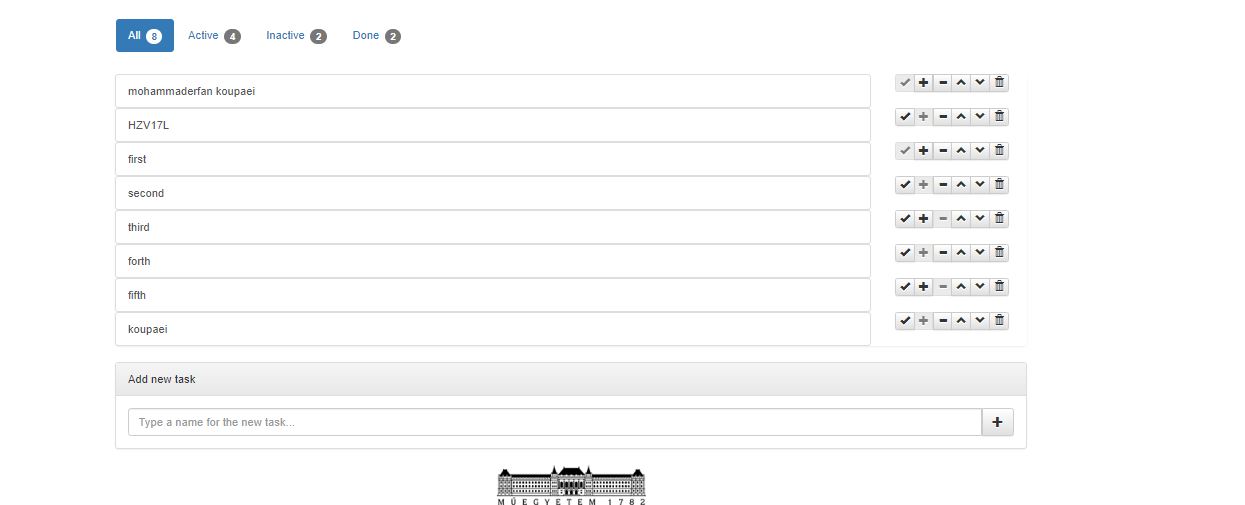 All 8 Active 4 Inactive 2 Done 2
mohammaderfan koupaei
HZV17L
first
second
third
forth
fifth
koupaei
Add new task
Type a name for the new task...
MŰEGYETEM 1782